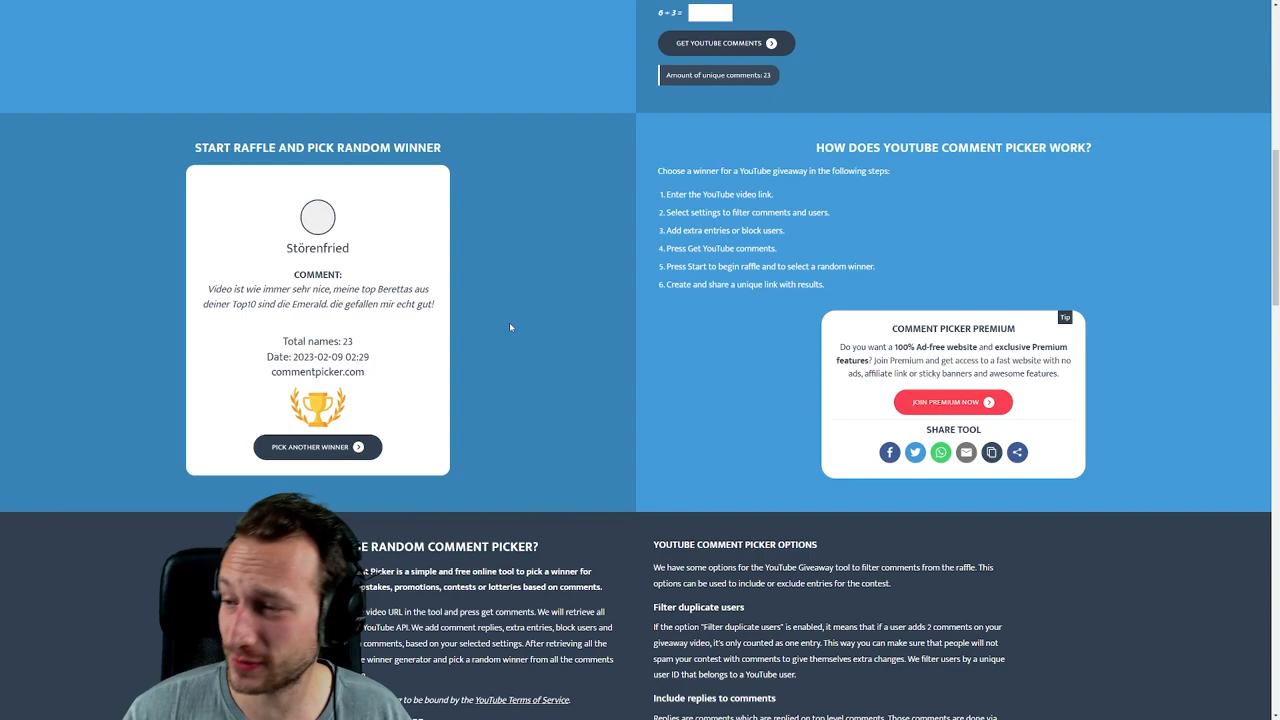 6 ÷ 3 =
GET YOUTUBE COMMENTS
Amount of unique comments: 23
START RAFFLE AND PICK RANDOM WINNER
Störenfried
COMMENT:
Video ist wie immer sehr nice, meine top Berettas aus
deiner Top10 sind die Emerald. die gefallen mir echt gut!
Total names: 23
Date: 2023-02-09 02:29
commentpicker.com
PICK ANOTHER WINNER
HOW DOES YOUTUBE COMMENT PICKER WORK?
Choose a winner for a YouTube giveaway in the following steps:
1. Enter the YouTube video link.
2. Select settings to filter comments and users.
3. Add extra entries or block users.
4. Press Get YouTube comments.
5. Press Start to begin raffle and to select a random winner.
6. Create and share a unique link with results.
Tip
COMMENT PICKER PREMIUM
Do you want a 100% Ad-free website and exclusive Premium
features? Join Premium and get access to a fast website with no
ads, affiliate link or sticky banners and awesome features.
JOIN PREMIUM NOW
SHARE TOOL
RANDOM COMMENT PICKER?
Picker is a simple and free online tool to pick a winner for
promotions, contests or lotteries based on comments.
video URL in the tool and press get comments. We will retrieve all
YouTube API. We add comment replies, extra entries, block users and
comments, based on your selected settings. After retrieving all the
winner generator and pick a random winner from all the comments
to be bound by the YouTube Terms of Service.
YOUTUBE COMMENT PICKER OPTIONS
We have some options for the YouTube Giveaway tool to filter comments from the raffle. This
options can be used to include or exclude entries for the contest.
Filter duplicate users
If the option "Filter duplicate users" is enabled, it means that if a user adds 2 comments on your
giveaway video, it's only counted as one entry. This way you can make sure that people will not
spam your contest with comments to give themselves extra changes. We filter users by a unique
user ID that belongs to a YouTube user.
Include replies to comments
Replies are comments which are replied on top level comments. Those comments are done via